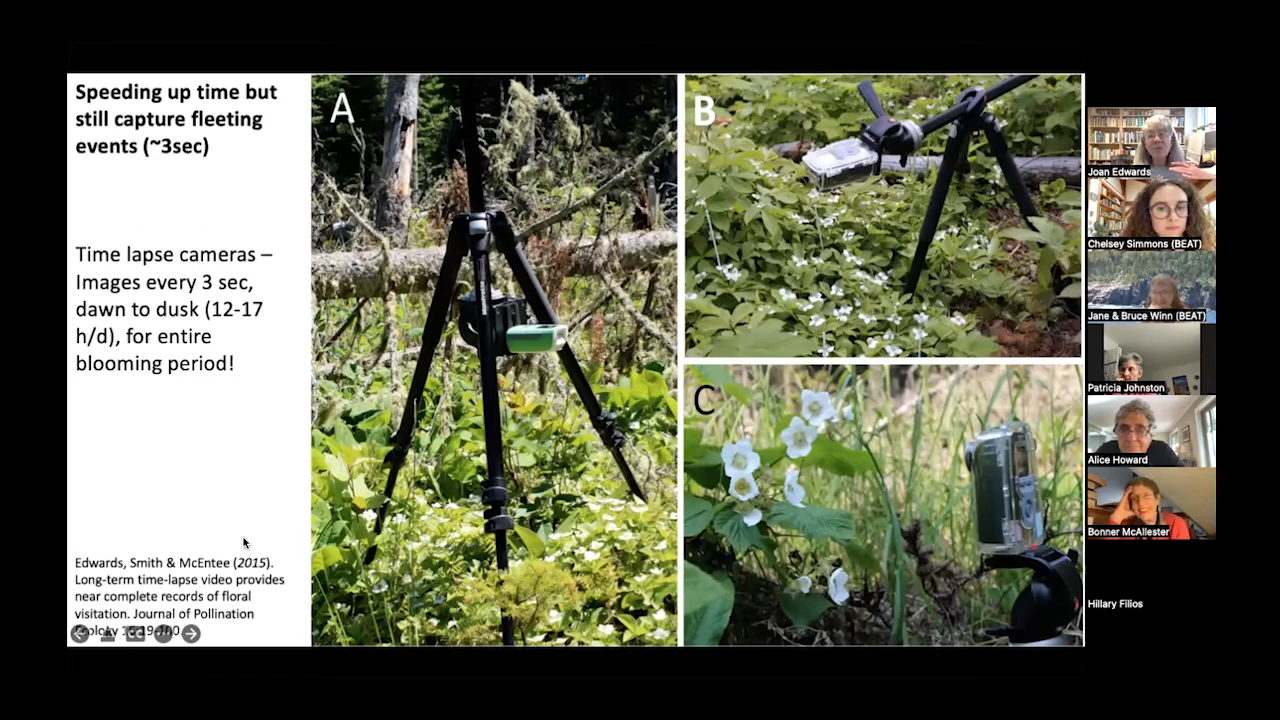 Speeding up time but
still capture fleeting
events (~3sec)
Time lapse cameras –
Images every 3 sec,
dawn to dusk (12-17
h/d), for entire
blooming period!
Edwards, Smith & McEntee (2015).
Long-term time-lapse video provides
near complete records of floral
visitation. Journal of Pollination
A
B
C
Joan Edwards
Chelsey Simmons (BEAT)
Jane & Bruce Winn (BEAT)
Patricia Johnston
Alice Howard
Bonner McAllester
Hillary Filios